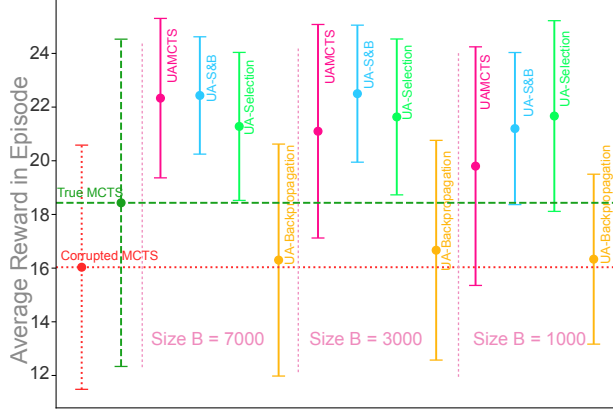 Average Reward in Episode
24
22
20
18
16
14
12
True MCTS
Corrupted MCTS
UAMCTS
UA-S&B
UA-Selection
UA-Backpropagation
Size B = 7000
UAMCTS
UA-S&B
UA-Selection
UA-Backpropagation
Size B = 3000
UAMCTS
UA-S&B
UA-Selection
UA-Backpropagation
Size B = 1000